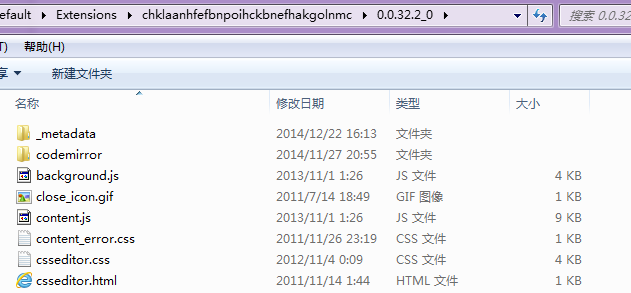 efault ▸ Extensions ▸ chklaanhfefbnpoihckbnefhakgolnmc ▸ 0.0.32.2_0 ▸ 搜索 0.0.32
T) 帮助(H)
享 新建文件夹
名称 修改日期 类型 大小
_metadata 2014/12/22 16:13 文件夹
codemirror 2014/11/27 20:55 文件夹
background.js 2013/11/1 1:26 JS 文件 4 KB
close_icon.gif 2011/7/14 18:49 GIF 图像 1 KB
content.js 2013/11/1 1:26 JS 文件 9 KB
content_error.css 2011/11/26 23:19 CSS 文件 1 KB
csseditor.css 2012/11/4 0:09 CSS 文件 4 KB
csseditor.html 2011/11/14 1:44 HTML 文件 1 KB